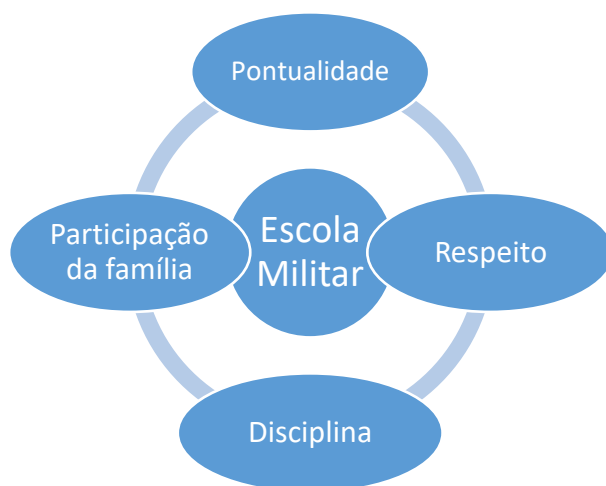 Pontualidade
Participação
da família
Escola
Militar
Respeito
Disciplina